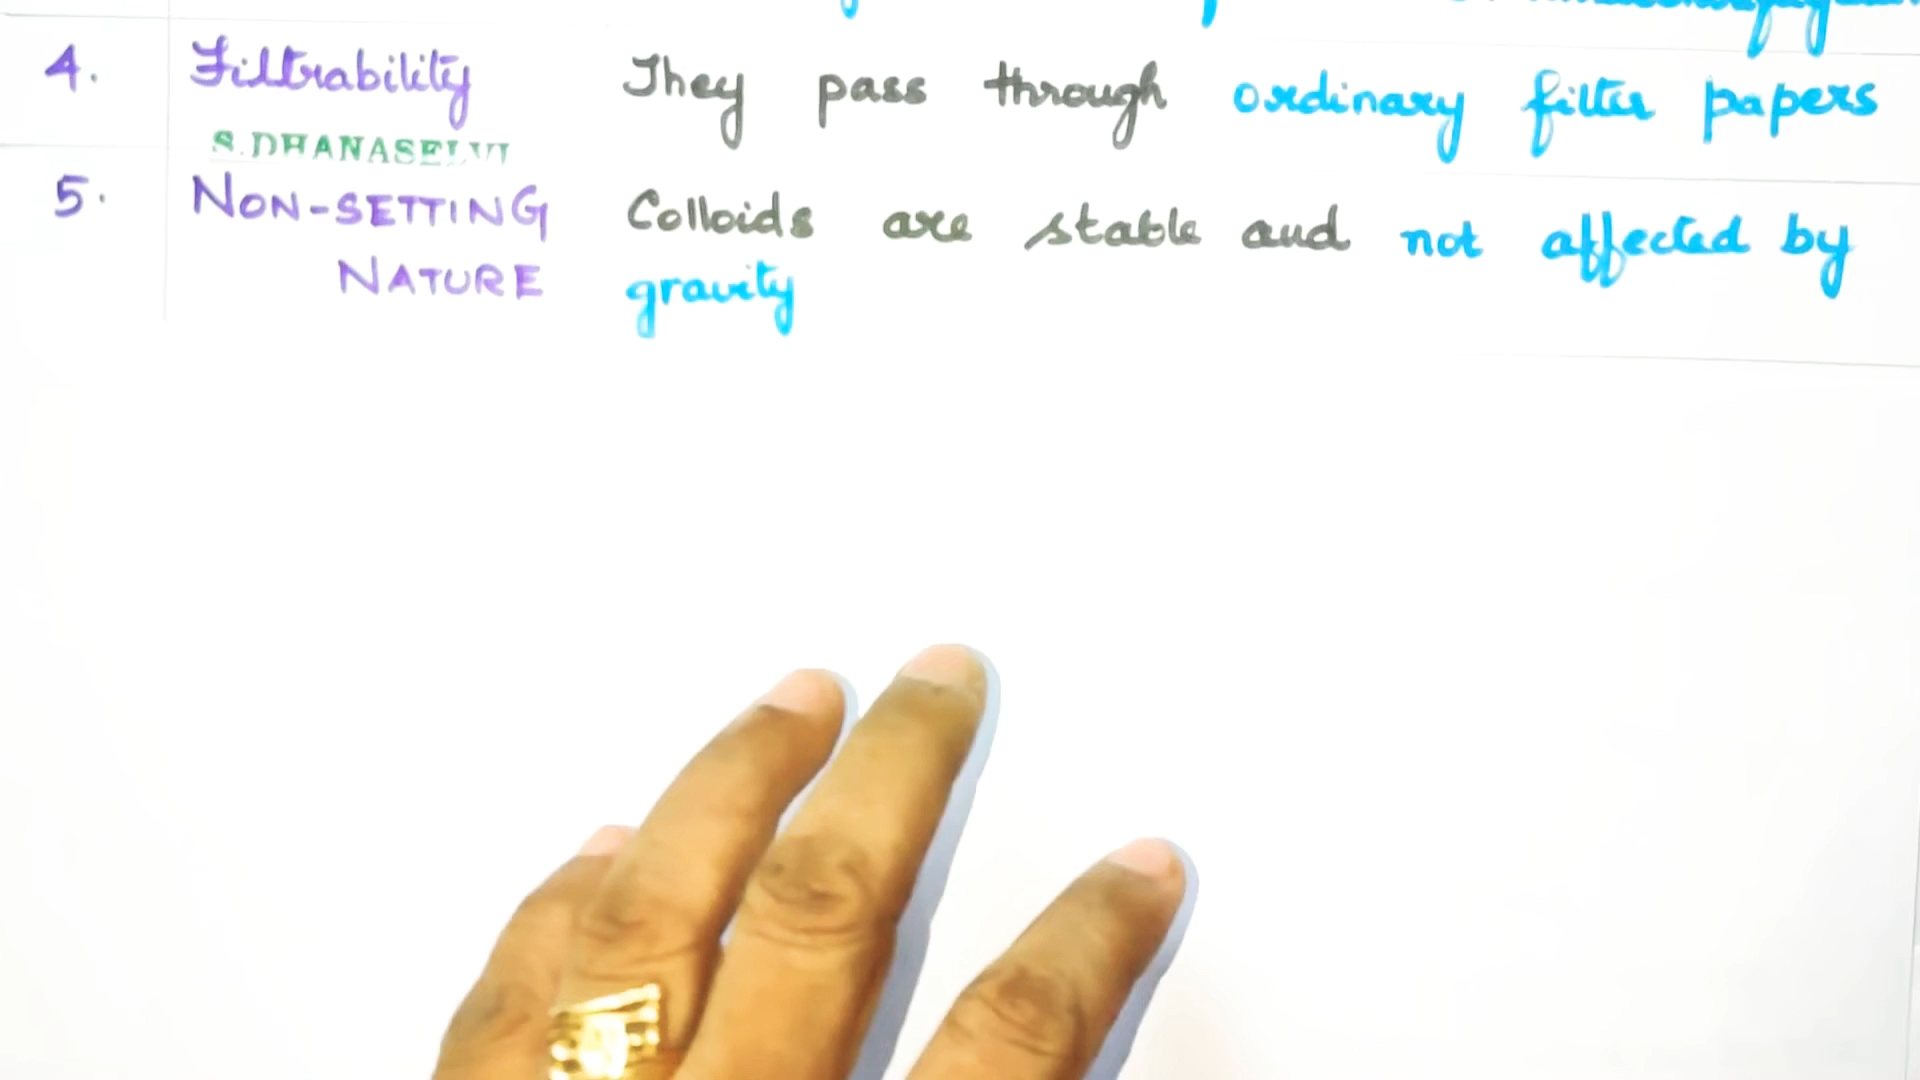 4. Filtrability They pass through ordinary filter papers
S.DHANASELVI
5. NON-SETTING Colloids are stable and not affected by
NATURE gravity